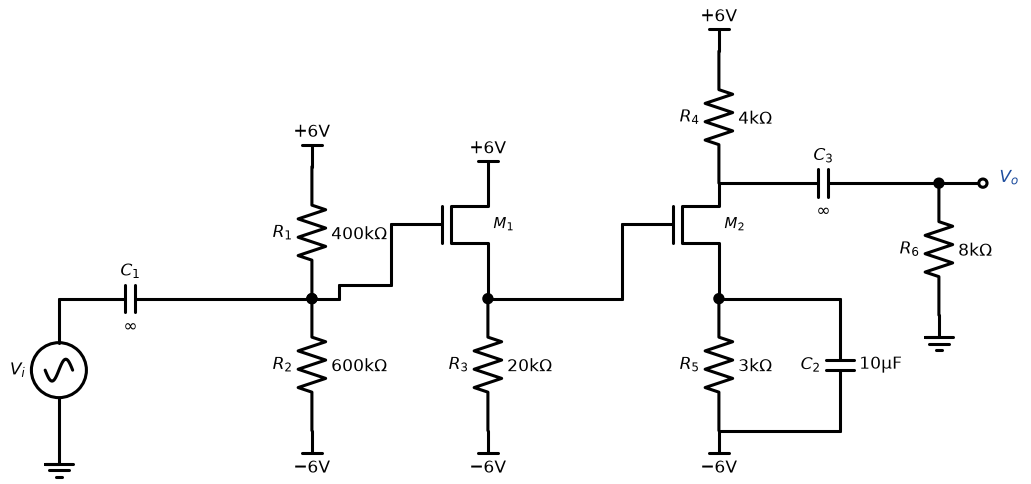 +6V
R4 4kΩ
+6V
+6V
C3
∞
Vo
R1 400kΩ
M1
M2
R6 8kΩ
C1
∞
Vi
R2 600kΩ
R3 20kΩ
R5 3kΩ
C2 10µF
−6V
−6V
−6V